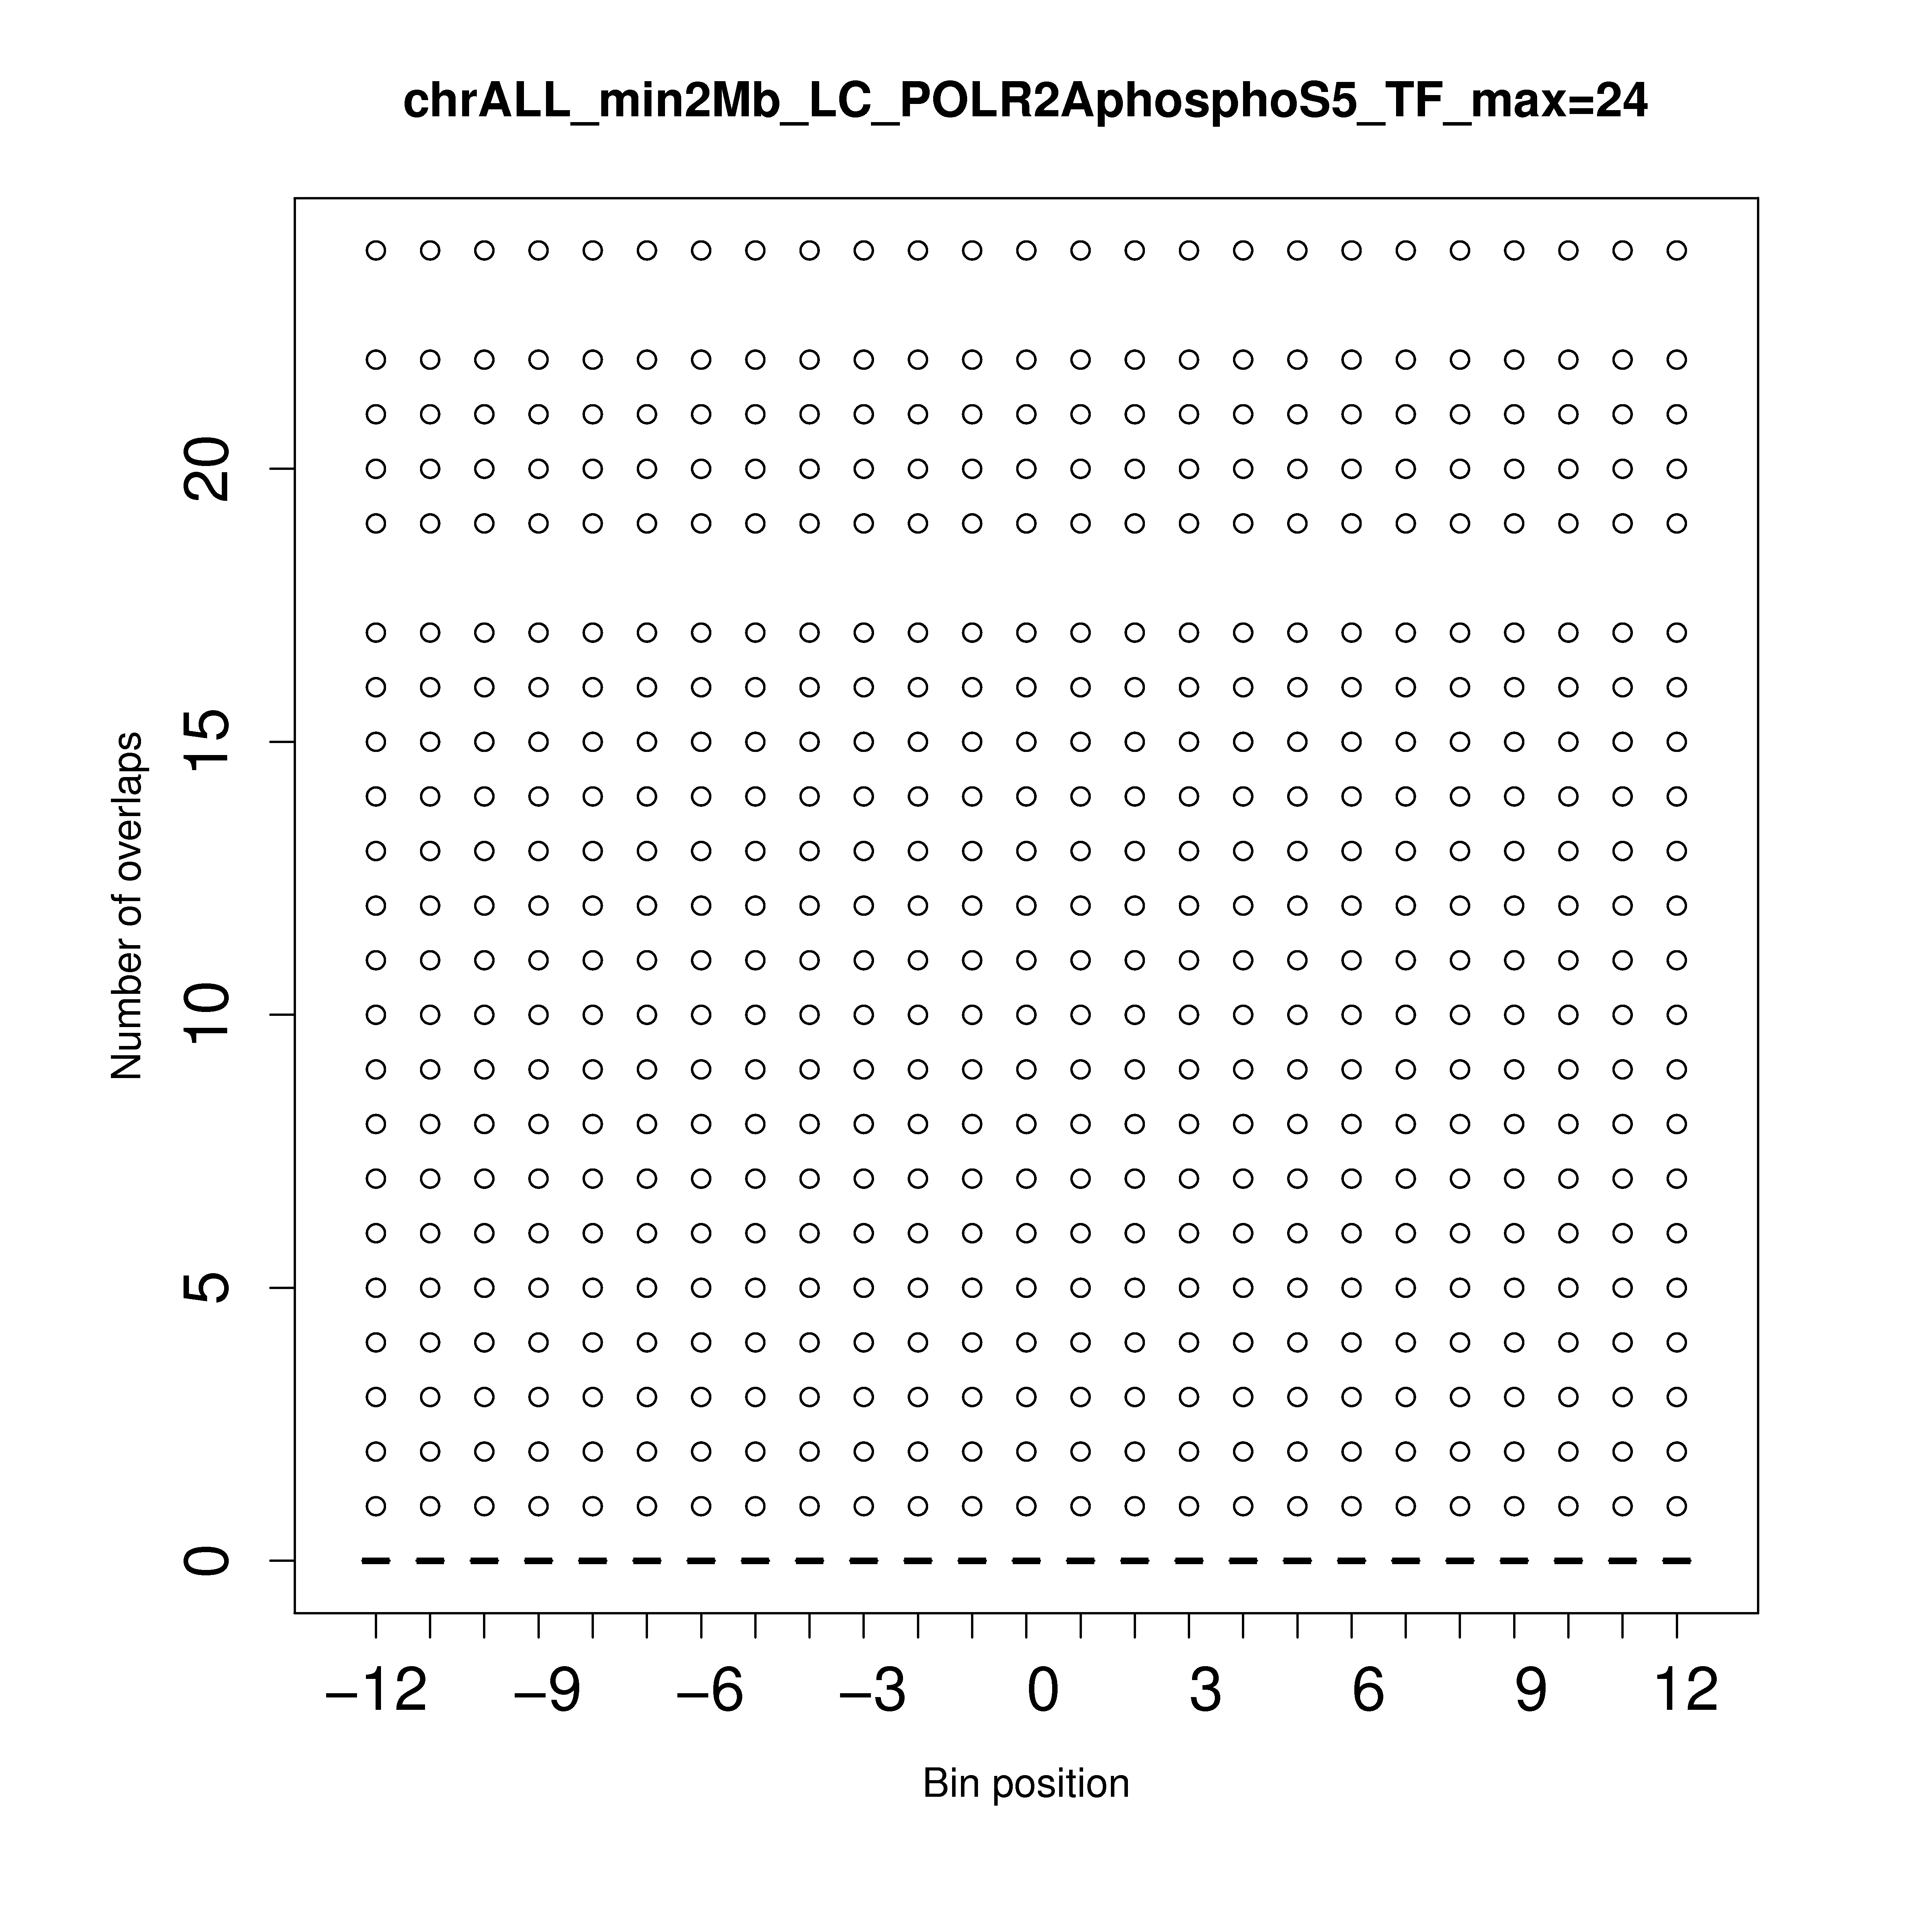 chrALL_min2Mb_LC_POLR2AphosphoS5_TF_max=24
Number of overlaps
20
15
10
5
0
−12 −9 −6 −3 0 3 6 9 12
Bin position